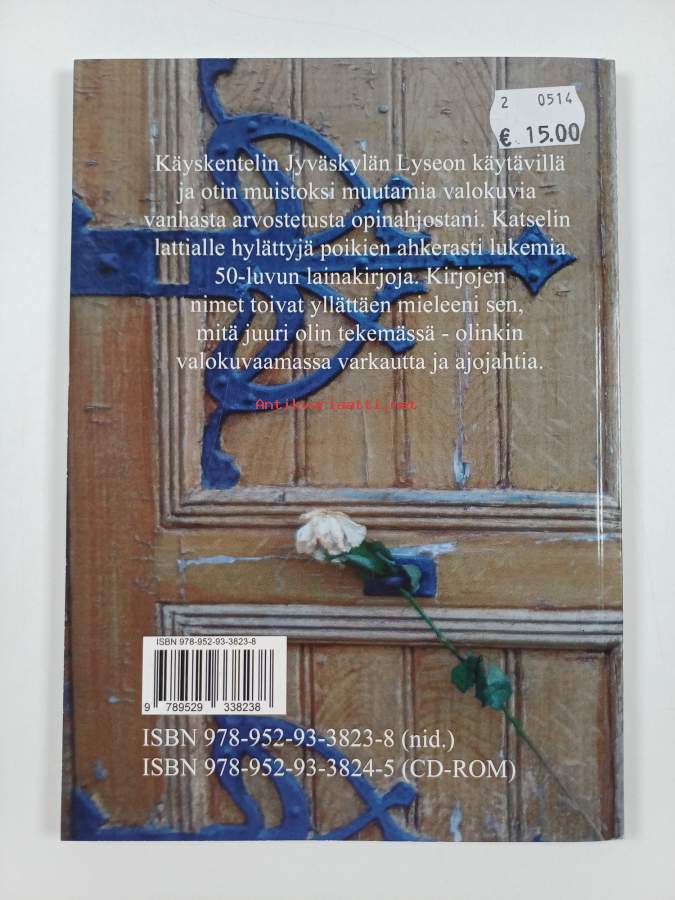 2 0514
€ 15.00
Käyskentelin Jyväskylän Lyseon käytävillä
ja otin muistoksi muutamia valokuvia
vanhasta arvostetusta opinahjostani. Katselin
lattialle hylättyjä poikien ahkerasti lukemia
50-luvun lainakirjoja. Kirjojen
nimet toivat yllättäen mieleeni sen,
mitä juuri olin tekemässä - olinkin
valokuvaamassa varkautta ja ajojahtia.
Antikvariaatti.net
ISBN 978-952-93-3823-8
9 789529 338238
ISBN 978-952-93-3823-8 (nid.)
ISBN 978-952-93-3824-5 (CD-ROM)